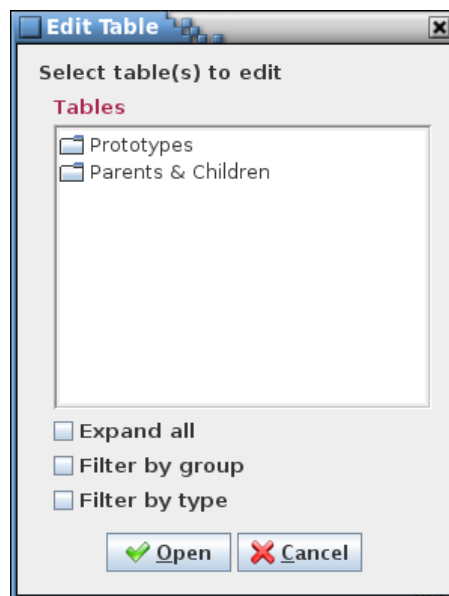 Edit Table
Select table(s) to edit
Tables
Prototypes
Parents & Children
Expand all
Filter by group
Filter by type
Open Cancel